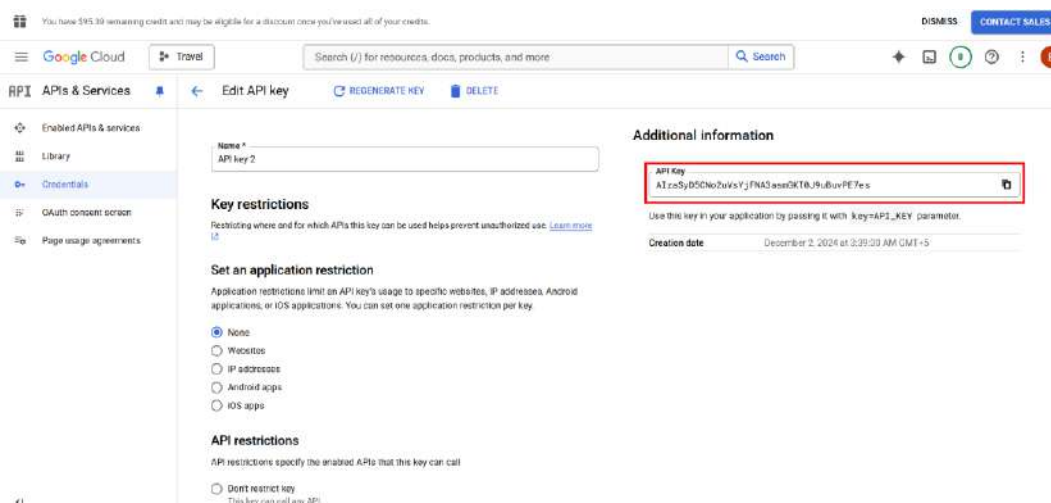 You have $95.39 remaining credit and may be eligible for a discount once you've used all of your credits.
DISMISS
CONTACT SALES
Google Cloud
Travel
Search (/) for resources, docs, products, and more
Search
API APIs & Services
Edit API key
REGENERATE KEY
DELETE
Enabled APIs & services
Library
Credentials
OAuth consent screen
Page usage agreements
Name *
API key 2
Key restrictions
Restricting where and for which APIs this key can be used helps prevent unauthorized use. Learn more
Set an application restriction
Application restrictions limit an API key's usage to specific websites, IP addresses, Android
applications, or iOS applications. You can set one application restriction per key.
None
Websites
IP addresses
Android apps
iOS apps
API restrictions
API restrictions specify the enabled APIs that this key can call
Don't restrict key
This key can call any API
Additional information
API Key
Use this key in your application by passing it with key=API_KEY parameter.
Creation date
December 2, 2024 at 3:39:00 AM GMT+5